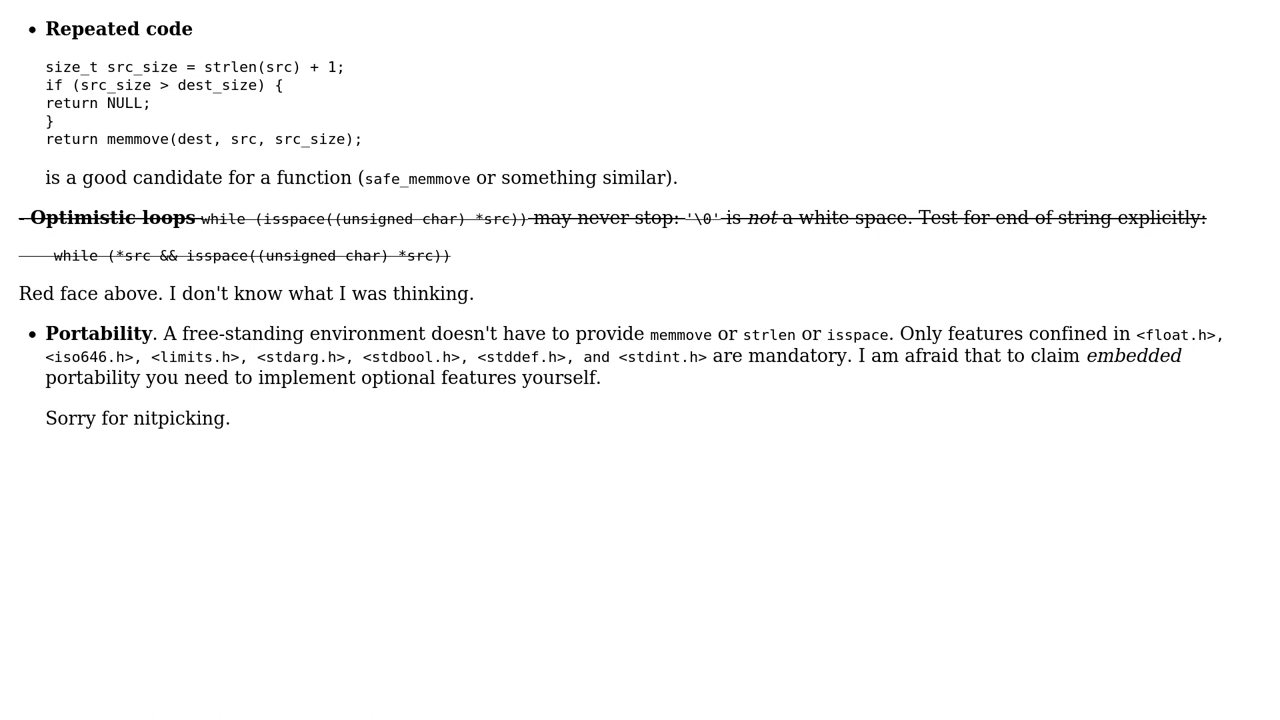 • Repeated code
size_t src_size = strlen(src) + 1;
if (src_size > dest_size) {
return NULL;
}
return memmove(dest, src, src_size);
is a good candidate for a function (safe_memmove or something similar).
- Optimistic loops while (isspace((unsigned char) *src)) may never stop: '\0' is not a white space. Test for end of string explicitly:
while (*src && isspace((unsigned char) *src))
Red face above. I don't know what I was thinking.
• Portability. A free-standing environment doesn't have to provide memmove or strlen or isspace. Only features confined in <float.h>,
<iso646.h>, <limits.h>, <stdarg.h>, <stdbool.h>, <stddef.h>, and <stdint.h> are mandatory. I am afraid that to claim embedded
portability you need to implement optional features yourself.
Sorry for nitpicking.